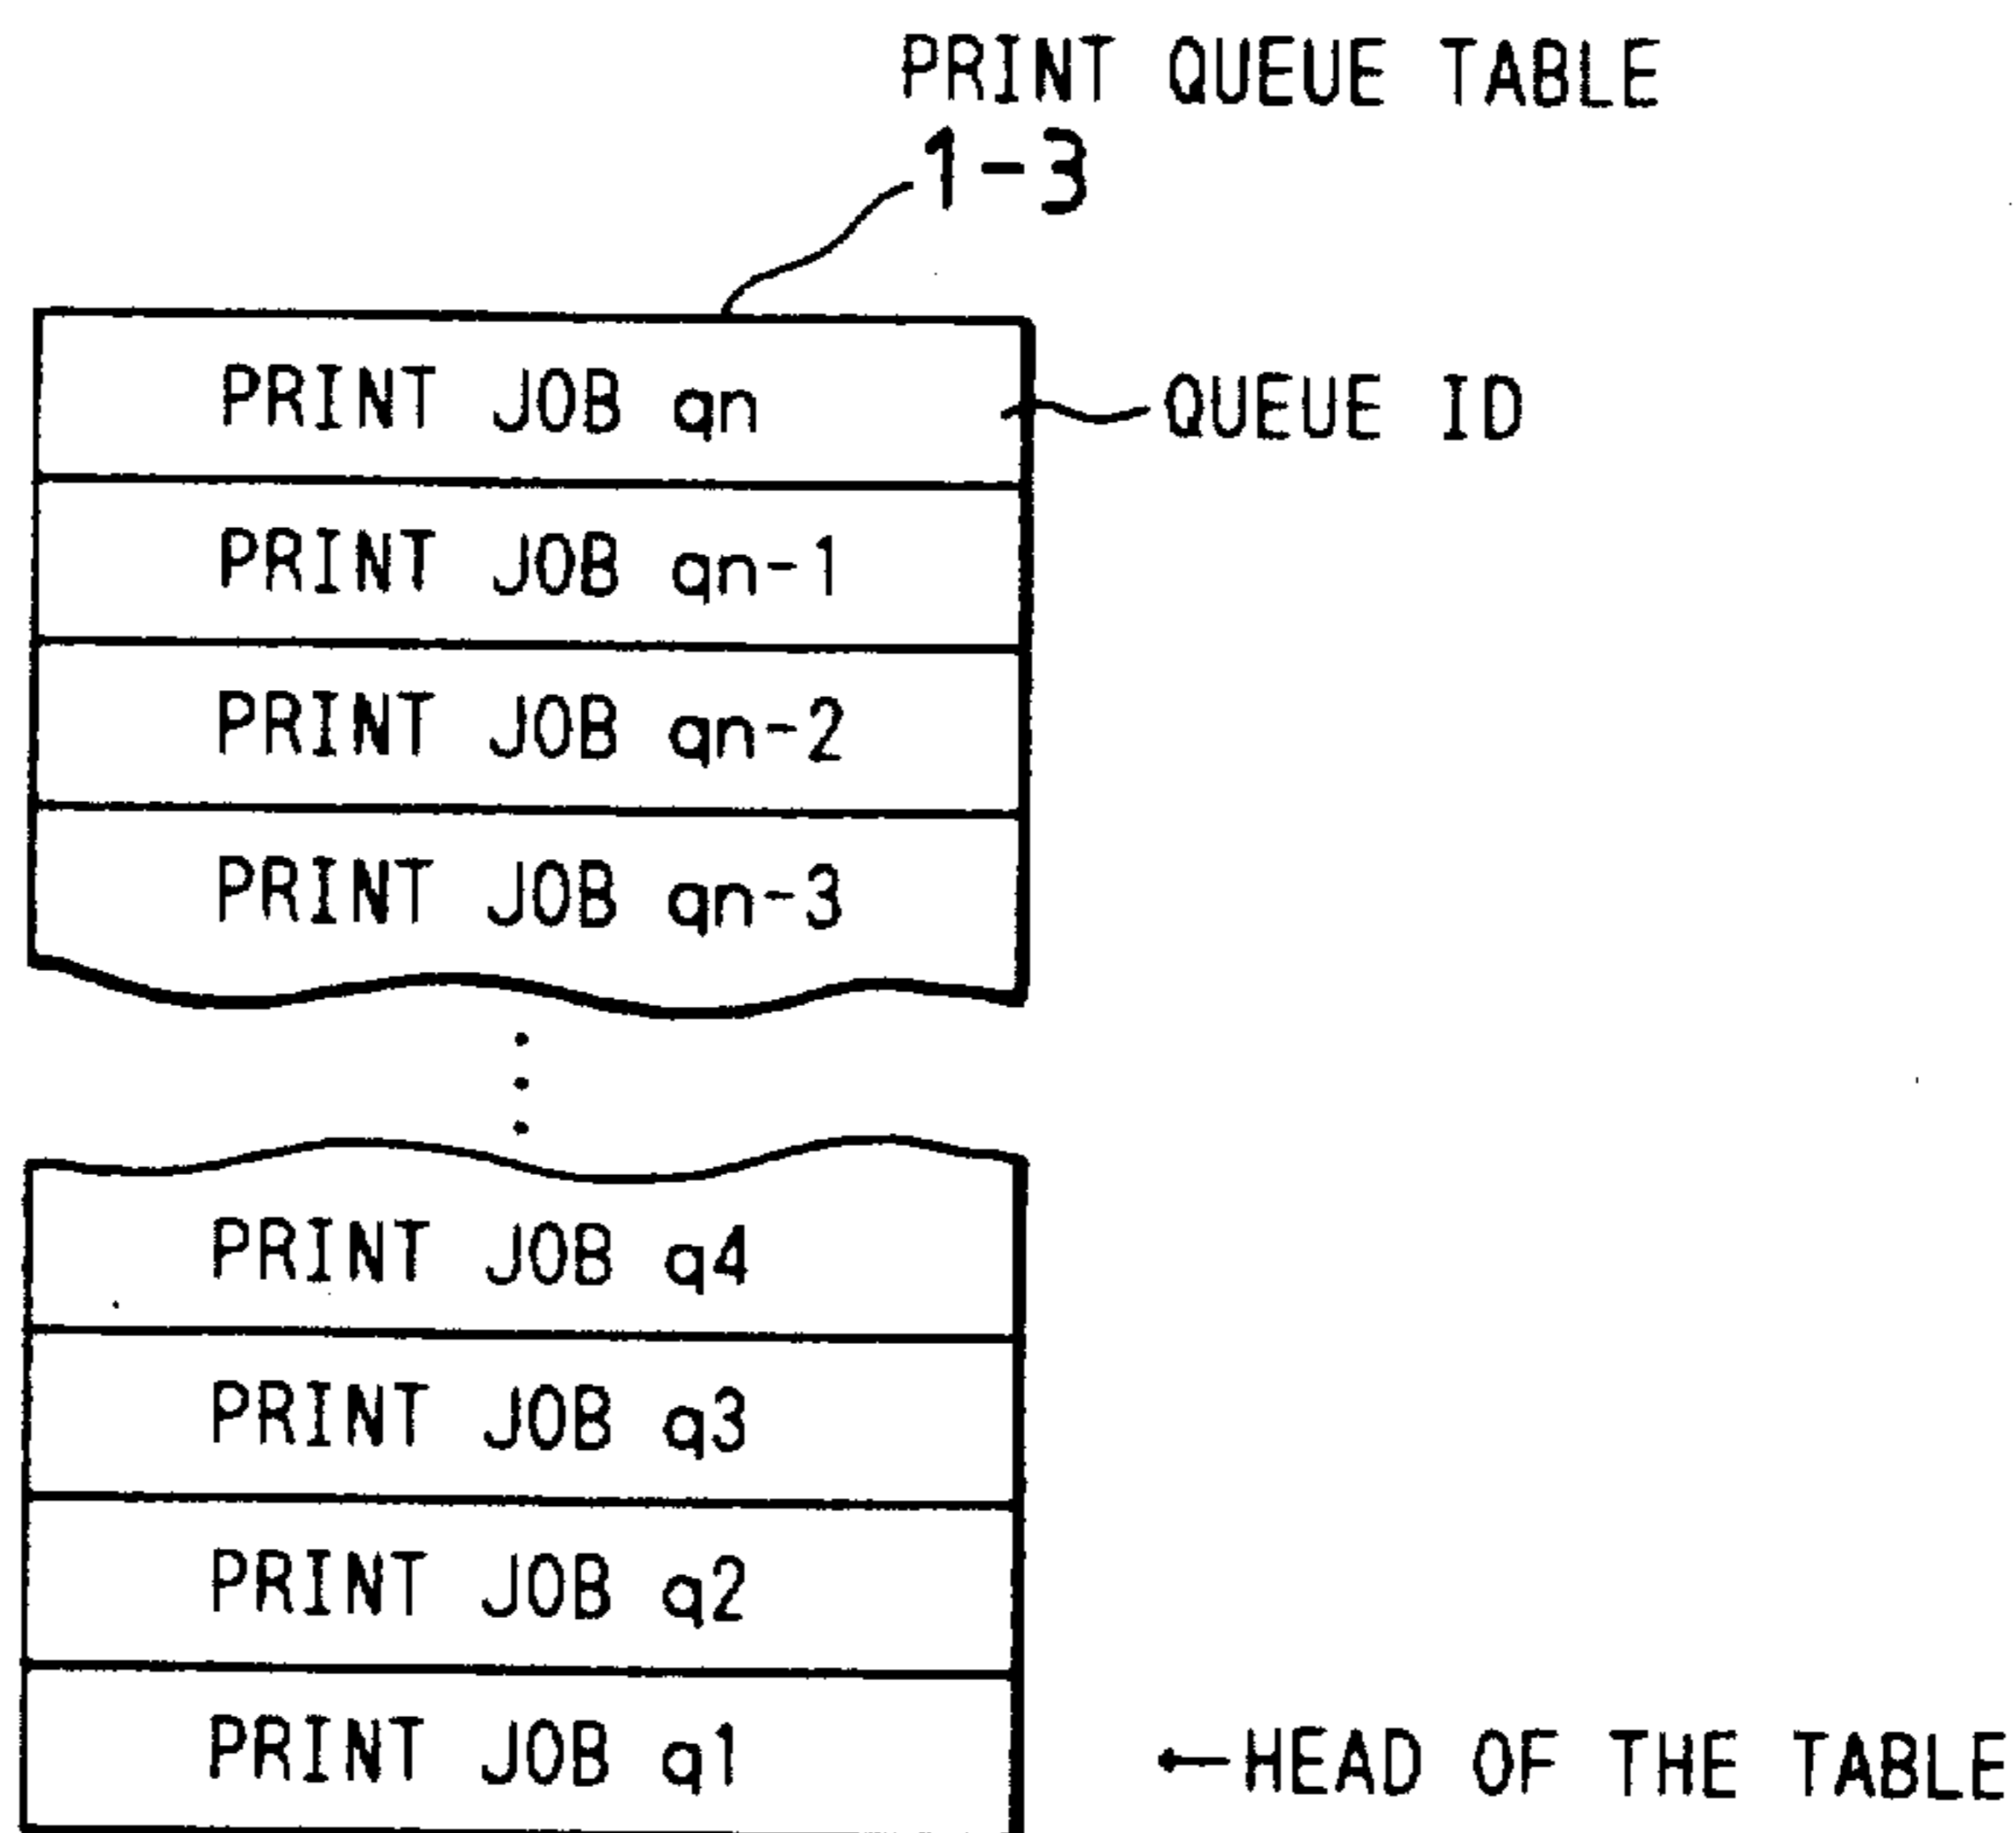 PRINT QUEUE TABLE
1-3
PRINT JOB qn
QUEUE ID
PRINT JOB qn-1
PRINT JOB qn-2
PRINT JOB qn-3
PRINT JOB q4
PRINT JOB q3
PRINT JOB q2
PRINT JOB q1
←HEAD OF THE TABLE